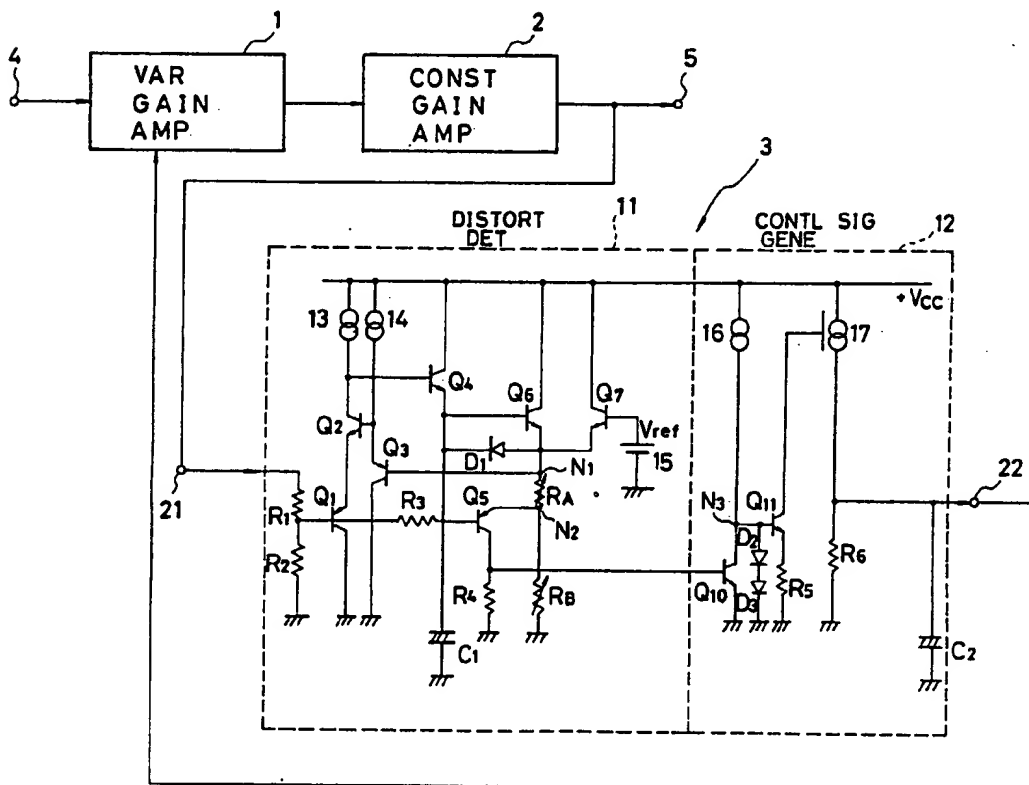 1
2
4
5
VAR
GAIN
AMP
CONST
GAIN
AMP
3
DISTORT
DET
11
CONTL SIG
GENE
12
+VCC
13
14
16
17
Q4
Q6
Q7
Q2
Vref
15
Q3
D1
N1
22
21
R1
Q1
R3
Q5
RA
N2
N3
Q11
D2
R6
R2
R4
RB
Q10
D3
R5
C1
C2